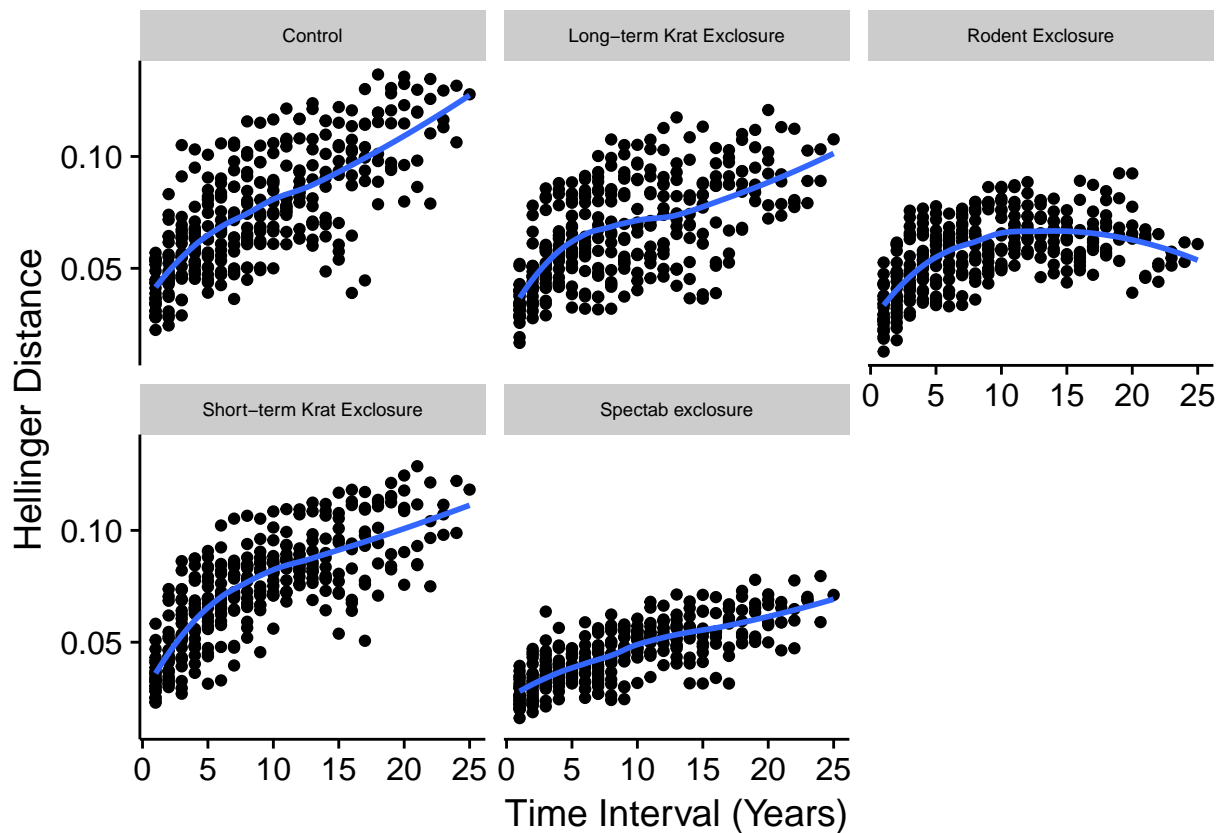 Control
Long−term Krat Exclosure
Rodent Exclosure
0.10
0.05
0 5 10 15 20 25
Short−term Krat Exclosure
Spectab exclosure
0.10
0.05
0 5 10 15 20 25
0 5 10 15 20 25
Hellinger Distance
Time Interval (Years)